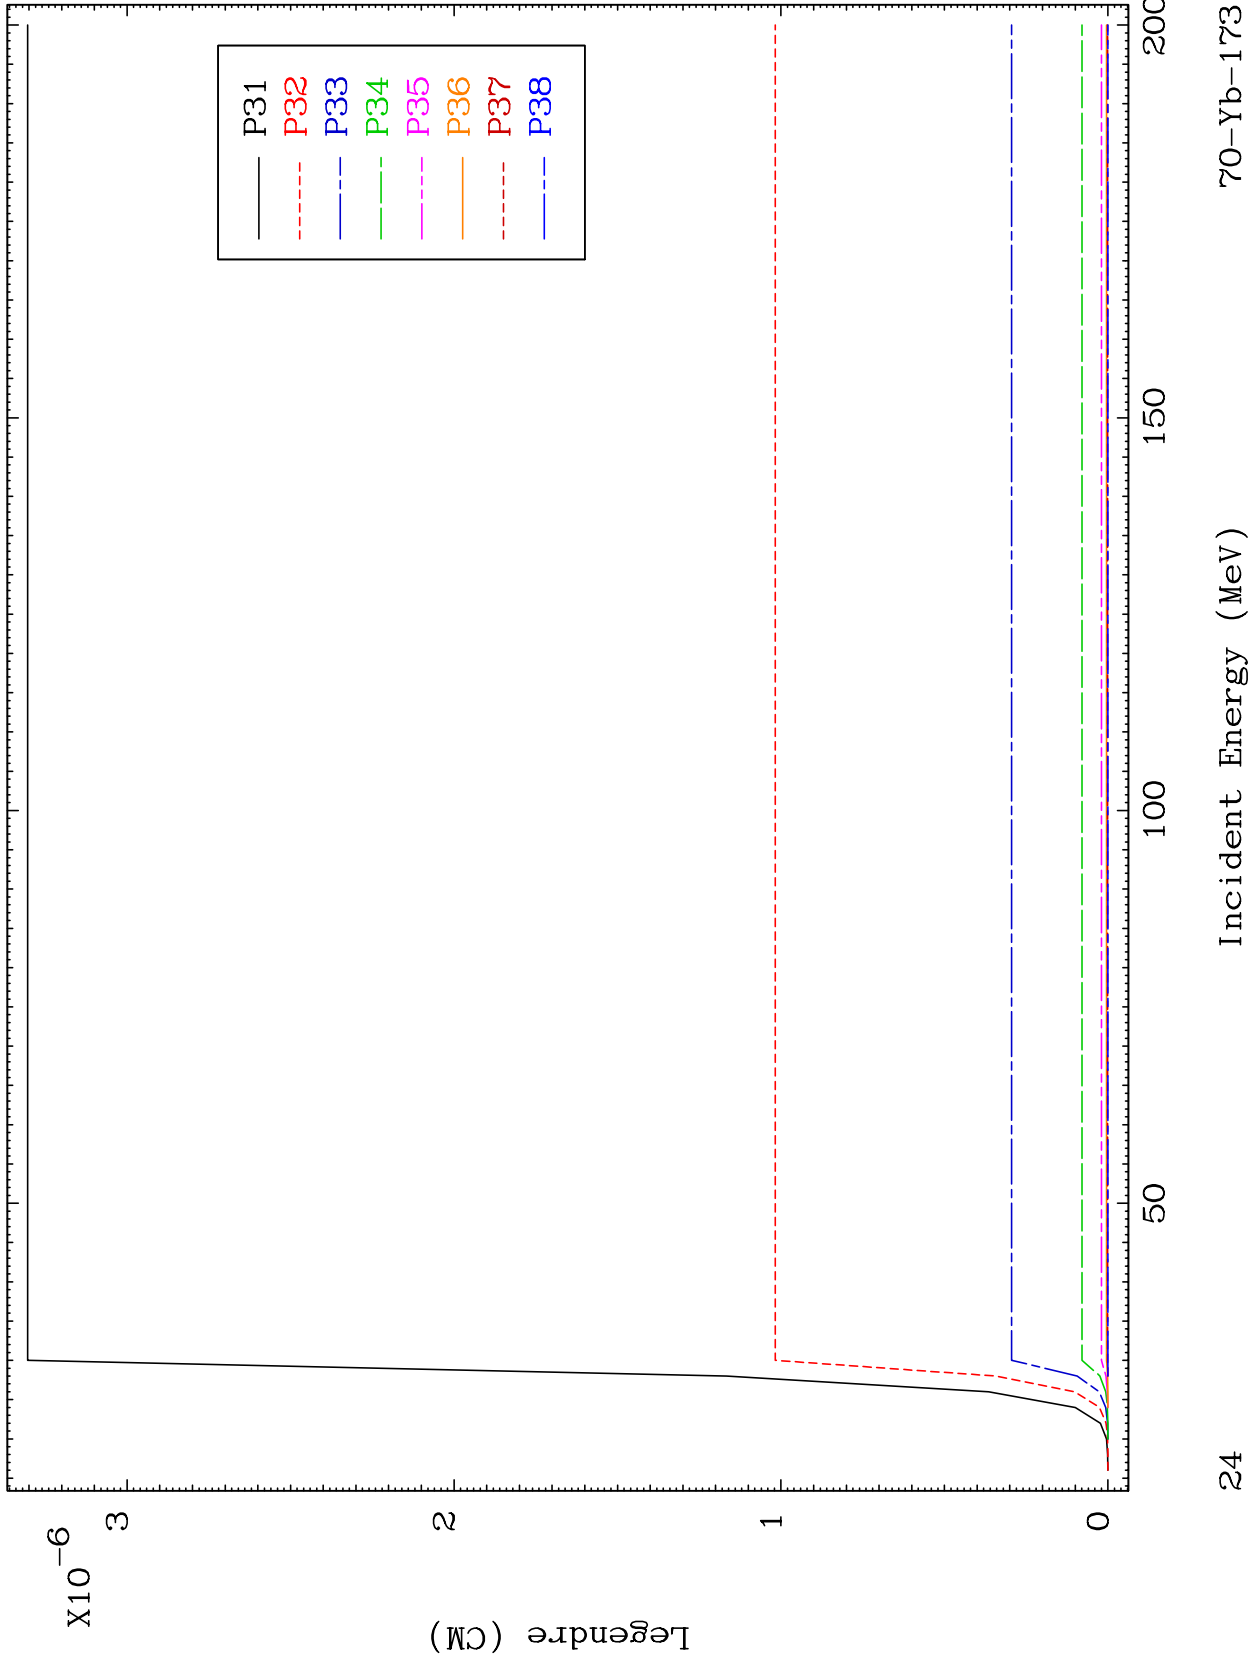 X10-6
3
2
1
0
Legendre (CM)
P31
P32
P33
P34
P35
P36
P37
P38
50
100
150
200
24
Incident Energy (MeV)
70-Yb-173